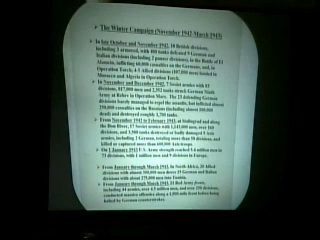 The Winter Campaign (November 1942-March 1943)
In late October and November 1942, 10 British divisions,
including 3 armored, with 480 tanks defeated 9 German and
Italian divisions (including 2 panzer divisions), in the Battle of El
Alamein, inflicting 60,000 casualties on the Germans, and, in
Operation Torch, 4-5 Allied divisions (107,000 men) landed in
Morocco and Algeria in Operation Torch.
In November and December 1942, 7 Soviet armies with 83
divisions, 817,000 men and 2,352 tanks struck German Ninth
Army at Rzhev in Operation Mars. The 23 defending German
divisions barely managed to repel the assaults, but inflicted almost
250,000 casualties on the Russians (including almost 100,000
dead) and destroyed roughly 1,700 tanks.
From November 1942 to February 1943, at Stalingrad and along
the Don River, 17 Soviet armies with 1,143,000 men, over 160
divisions, and 3,500 tanks destroyed or badly damaged 5 Axis
armies, including 2 German, totaling more than 50 divisions, and
killed or captured more than 600,000 Axis troops.
On 1 January 1943 U.S. Army strength reached 5.4 million men in
73 divisions, with 1 million men and 9 divisions in Europe.
From January through March 1943, In North Africa, 20 Allied
divisions with almost 300,000 men drove 15 German and Italian
divisions with about 275,000 men into Tunisia.
From January through March 1943, 21 Red Army fronts,
including 44 armies, over 4.5 million men, and over 250 divisions,
conducted massive offensives along a 1,000 mile front before being
halted by German counterstrokes.